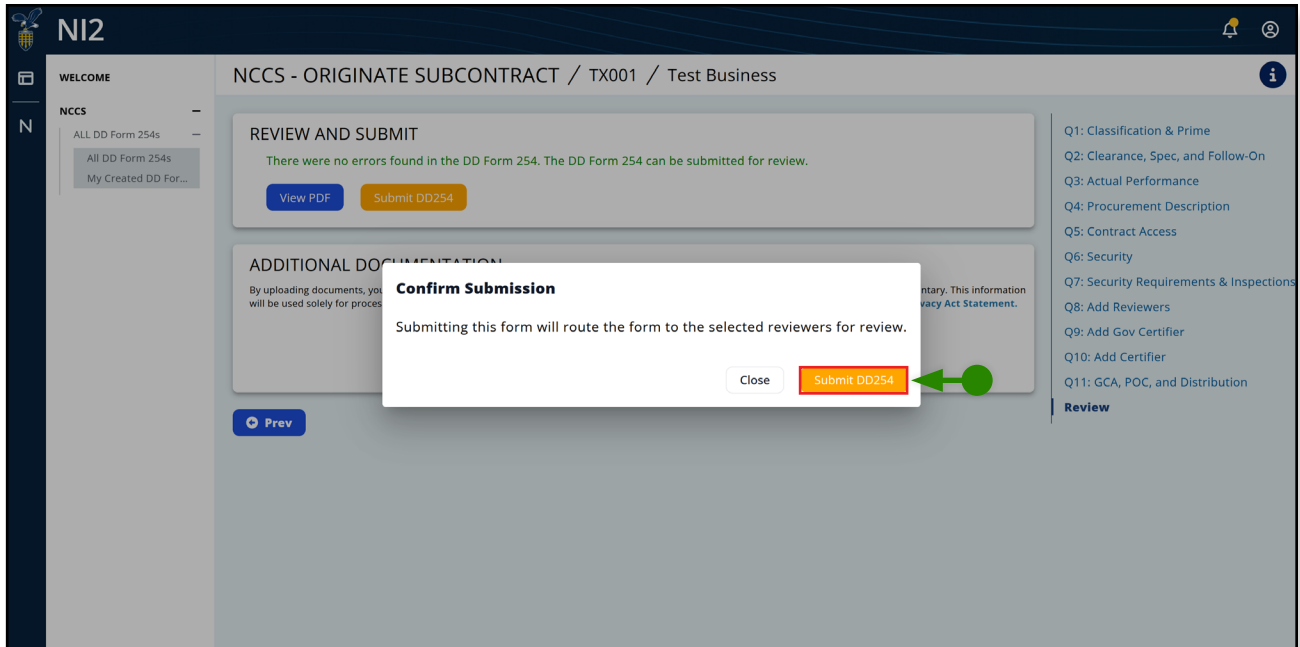 NI2
WELCOME
NCCS
ALL DD Form 254s
All DD Form 254s
My Created DD For...
N
NCCS - ORIGINATE SUBCONTRACT / TX001 / Test Business
i
REVIEW AND SUBMIT
There were no errors found in the DD Form 254. The DD Form 254 can be submitted for review.
View PDF
Submit DD254
ADDITIONAL DOCUMENTATION
By uploading documents, you
ntary. This information
will be used solely for proces
vacy Act Statement.
Confirm Submission
Submitting this form will route the form to the selected reviewers for review.
Close
Submit DD254
Prev
Q1: Classification & Prime
Q2: Clearance, Spec, and Follow-On
Q3: Actual Performance
Q4: Procurement Description
Q5: Contract Access
Q6: Security
Q7: Security Requirements & Inspections
Q8: Add Reviewers
Q9: Add Gov Certifier
Q10: Add Certifier
Q11: GCA, POC, and Distribution
Review